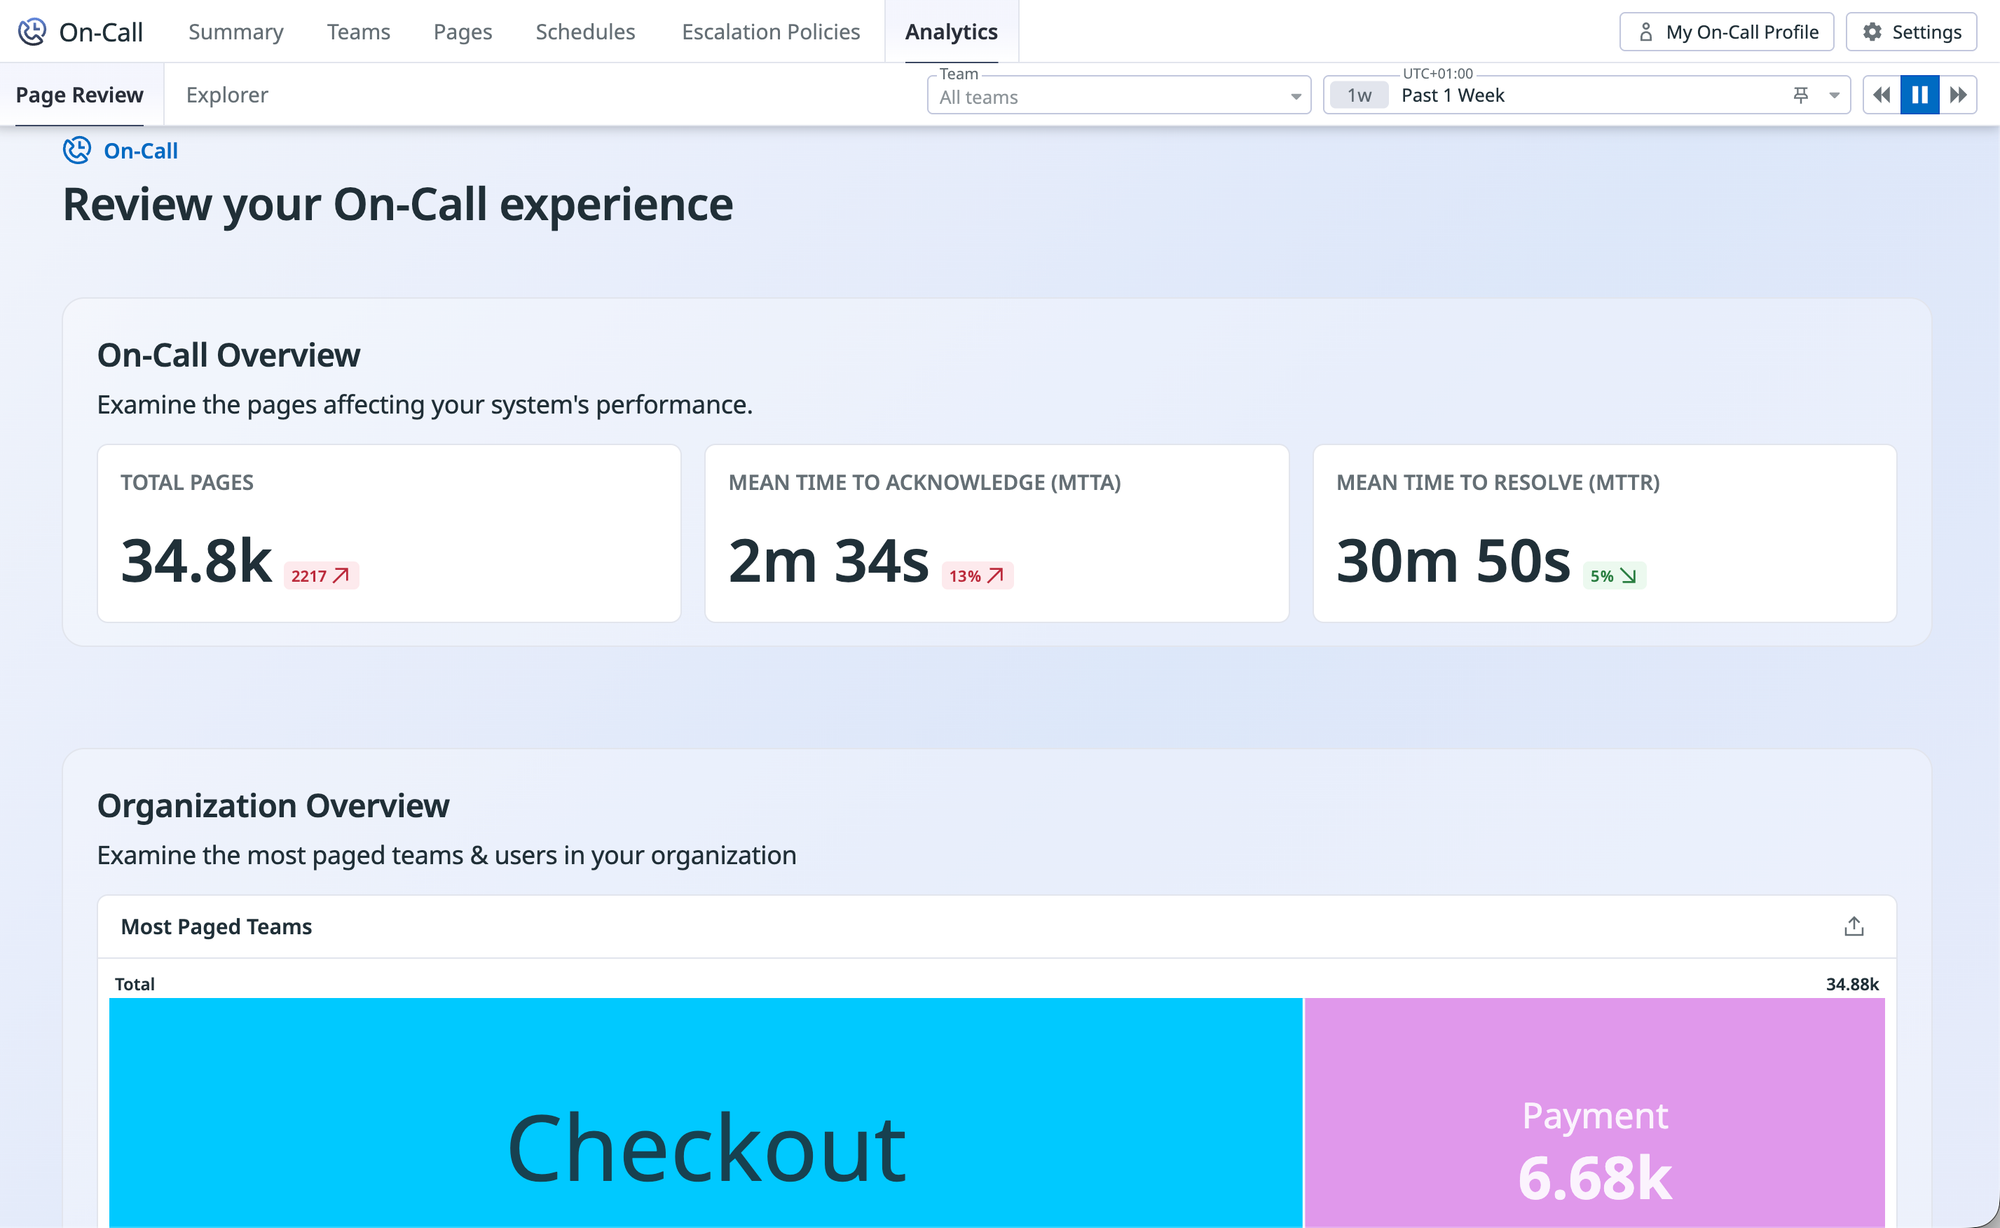 On-Call Summary Teams Pages Schedules Escalation Policies Analytics My On-Call Profile Settings
Page Review Explorer Team All teams UTC+01:00 1w Past 1 Week
On-Call
Review your On-Call experience
On-Call Overview
Examine the pages affecting your system's performance.
TOTAL PAGES
34.8k 2217
MEAN TIME TO ACKNOWLEDGE (MTTA)
2m 34s 13%
MEAN TIME TO RESOLVE (MTTR)
30m 50s 5%
Organization Overview
Examine the most paged teams & users in your organization
Most Paged Teams
Total 34.88k
Checkout
Payment
6.68k